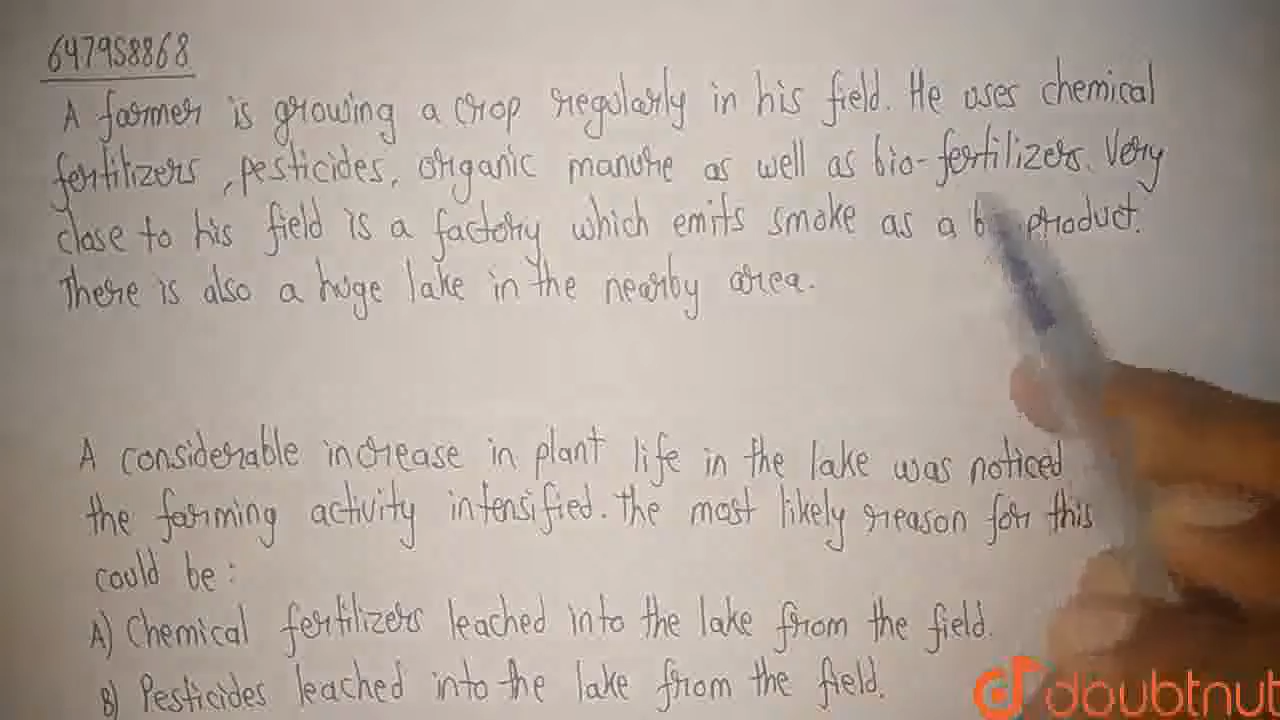 647958868
A farmer is growing a crop regularly in his field. He uses chemical
fertilizers, pesticides, organic manure as well as bio-fertilizers. Very
close to his field is a factory which emits smoke as a product.
There is also a huge lake in the nearby area.
A considerable increase in plant life in the lake was noticed
the farming activity intensified. The most likely reason for this
could be:
A) Chemical fertilizers leached into the lake from the field.
B) Pesticides leached into the lake from the field.
doubtnut